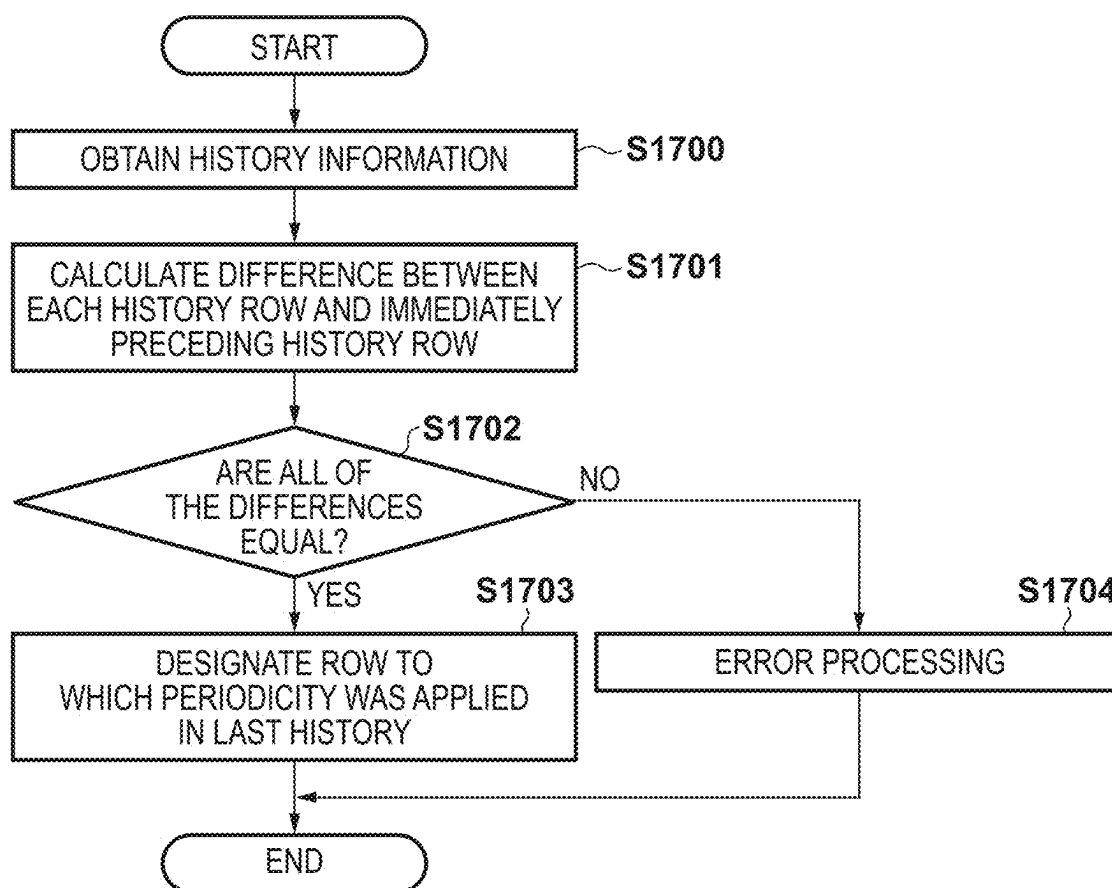 START
OBTAIN HISTORY INFORMATION
S1700
CALCULATE DIFFERENCE BETWEEN
EACH HISTORY ROW AND IMMEDIATELY
PRECEDING HISTORY ROW
S1701
S1702
ARE ALL OF
THE DIFFERENCES
EQUAL?
NO
YES
S1703
DESIGNATE ROW TO
WHICH PERIODICITY WAS APPLIED
IN LAST HISTORY
S1704
ERROR PROCESSING
END